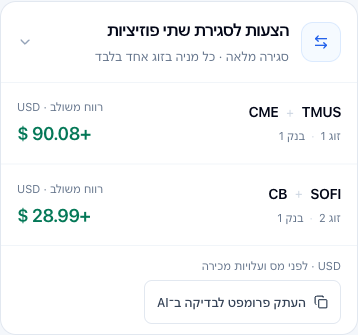 הצעות לסגירת שתי פוזיציות
סגירה מלאה · כל מניה בזוג אחד בלבד
TMUS + CME
רווח משולב · USD
זוג 1 · בנק 1
+90.08 $
SOFI + CB
רווח משולב · USD
זוג 2 · בנק 1
+28.99 $
USD · לפני מס ועלויות מכירה
העתק פרומפט לבדיקה ב־AI